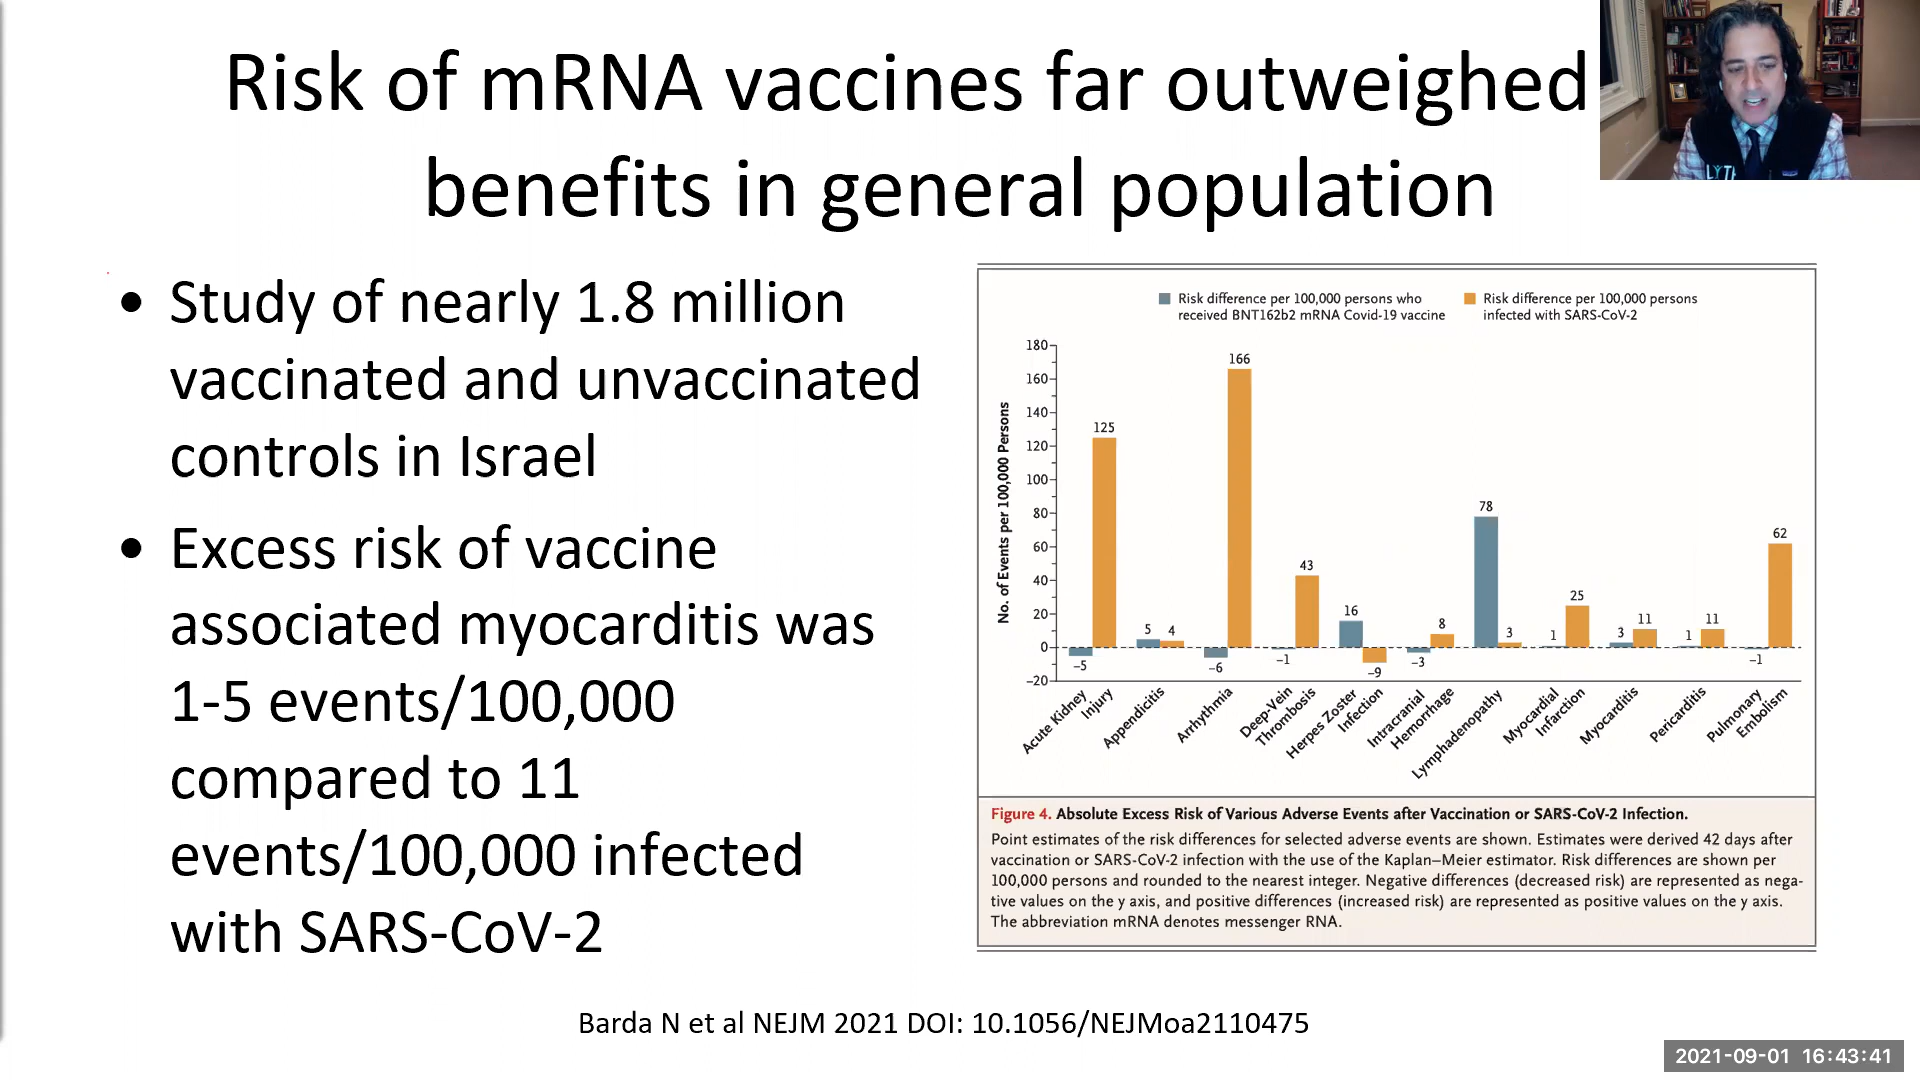 Risk of mRNA vaccines far outweighed
benefits in general population
• Study of nearly 1.8 million
vaccinated and unvaccinated
controls in Israel
• Excess risk of vaccine
associated myocarditis was
1-5 events/100,000
compared to 11
events/100,000 infected
with SARS-CoV-2
Risk difference per 100,000 persons who
received BNT162b2 mRNA Covid-19 vaccine
Risk difference per 100,000 persons
infected with SARS-CoV-2
No. of Events per 100,000 Persons
180
160
140
120
100
80
60
40
20
0
−20
−5
125
5
4
−6
166
−1
43
16
−9
−3
8
78
3
1
25
3
11
1
11
−1
62
Acute Kidney
Injury
Appendicitis
Arrhythmia
Deep-Vein
Thrombosis
Herpes Zoster
Infection
Intracranial
Hemorrhage
Lymphadenopathy
Myocardial
Infarction
Myocarditis
Pericarditis
Pulmonary
Embolism
Figure 4. Absolute Excess Risk of Various Adverse Events after Vaccination or SARS-CoV-2 Infection.
Point estimates of the risk differences for selected adverse events are shown. Estimates were derived 42 days after
vaccination or SARS-CoV-2 infection with the use of the Kaplan–Meier estimator. Risk differences are shown per
100,000 persons and rounded to the nearest integer. Negative differences (decreased risk) are represented as nega-
tive values on the y axis, and positive differences (increased risk) are represented as positive values on the y axis.
The abbreviation mRNA denotes messenger RNA.
Barda N et al NEJM 2021 DOI: 10.1056/NEJMoa2110475
2021-09-01 16:43:41